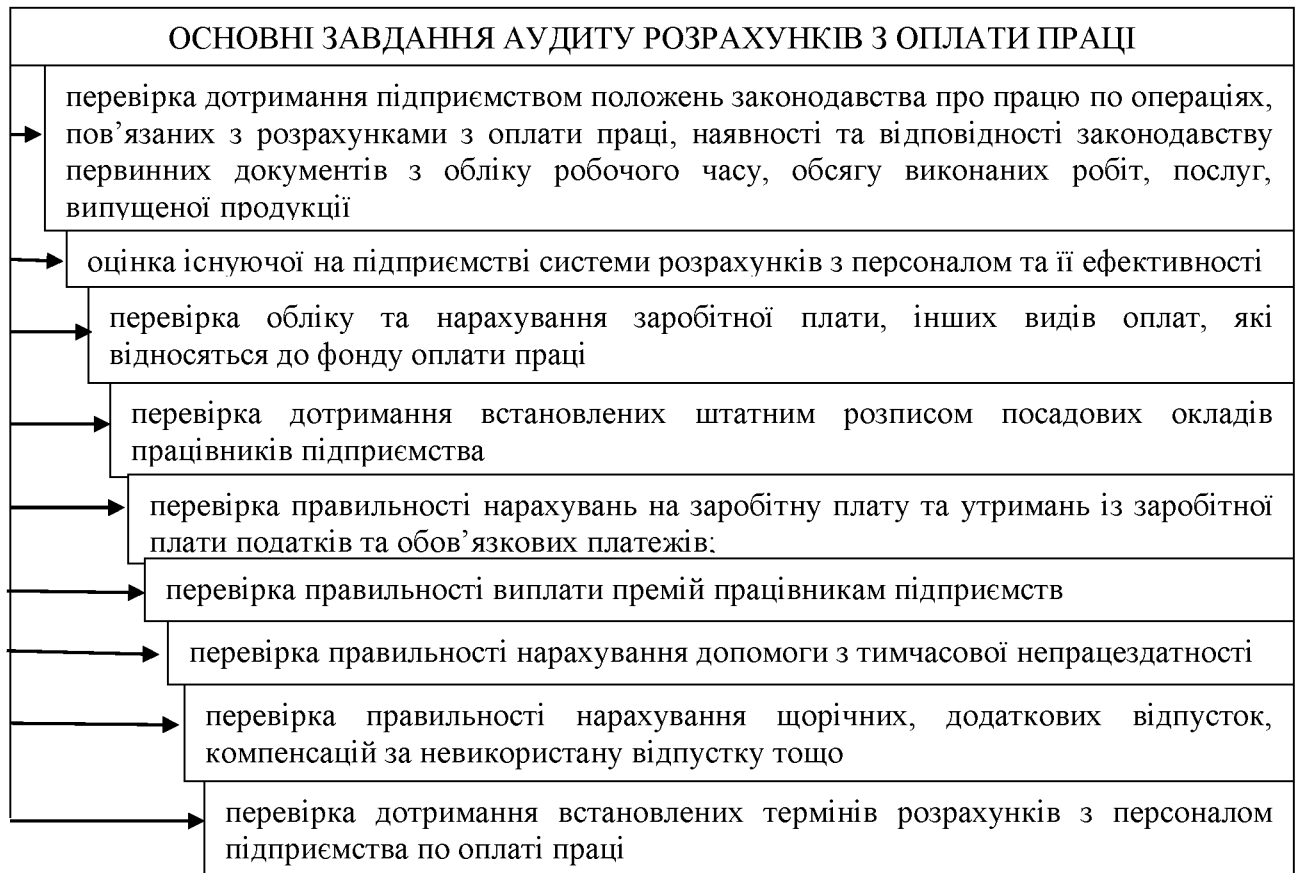 ОСНОВНІ ЗАВДАННЯ АУДИТУ РОЗРАХУНКІВ З ОПЛАТИ ПРАЦІ
перевірка дотримання підприємством положень законодавства про працю по операціях,
пов’язаних з розрахунками з оплати праці, наявності та відповідності законодавству
первинних документів з обліку робочого часу, обсягу виконаних робіт, послуг,
випущеної продукції
оцінка існуючої на підприємстві системи розрахунків з персоналом та її ефективності
перевірка обліку та нарахування заробітної плати, інших видів оплат, які
відносяться до фонду оплати праці
перевірка дотримання встановлених штатним розписом посадових окладів
працівників підприємства
перевірка правильності нарахувань на заробітну плату та утримань із заробітної
плати податків та обов’язкових платежів;
перевірка правильності виплати премій працівникам підприємств
перевірка правильності нарахування допомоги з тимчасової непрацездатності
перевірка правильності нарахування щорічних, додаткових відпусток,
компенсацій за невикористану відпустку тощо
перевірка дотримання встановлених термінів розрахунків з персоналом
підприємства по оплаті праці